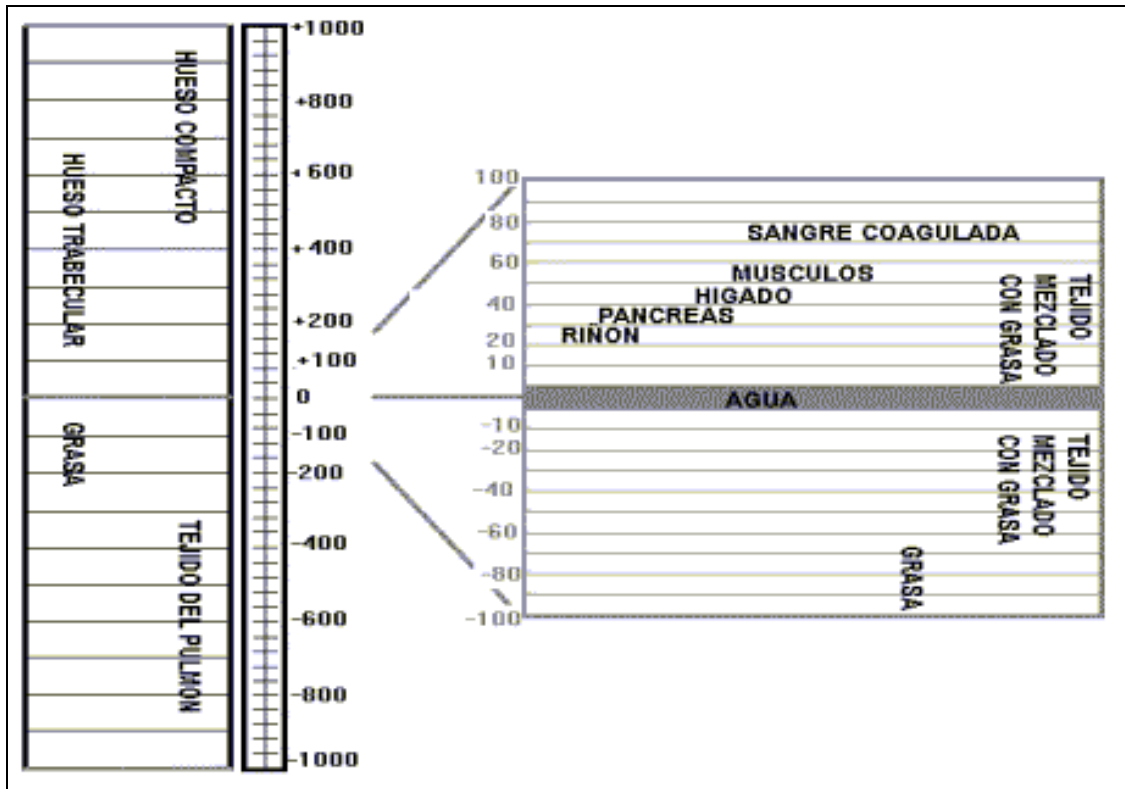 HUESO COMPACTO
HUESO TRABECULAR
GRASA
TEJIDO DEL PULMON
+1000
+800
+600
+400
+200
+100
0
-100
-200
-400
-600
-800
-1000
100
80
60
40
20
10
-10
-20
-40
-60
-80
-100
SANGRE COAGULADA
MUSCULOS
HIGADO
PANCREAS
RIÑON
TEJIDO
MEZCLADO
CON GRASA
AGUA
TEJIDO
MEZCLADO
CON GRASA
GRASA